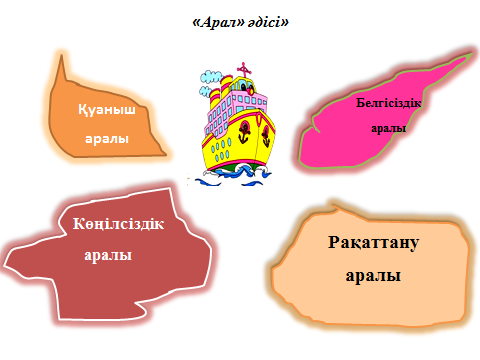 «Арал» әдісі»
Қуаныш
аралы
Белгісіздік
аралы
Көңілсіздік
аралы
Рақаттану
аралы